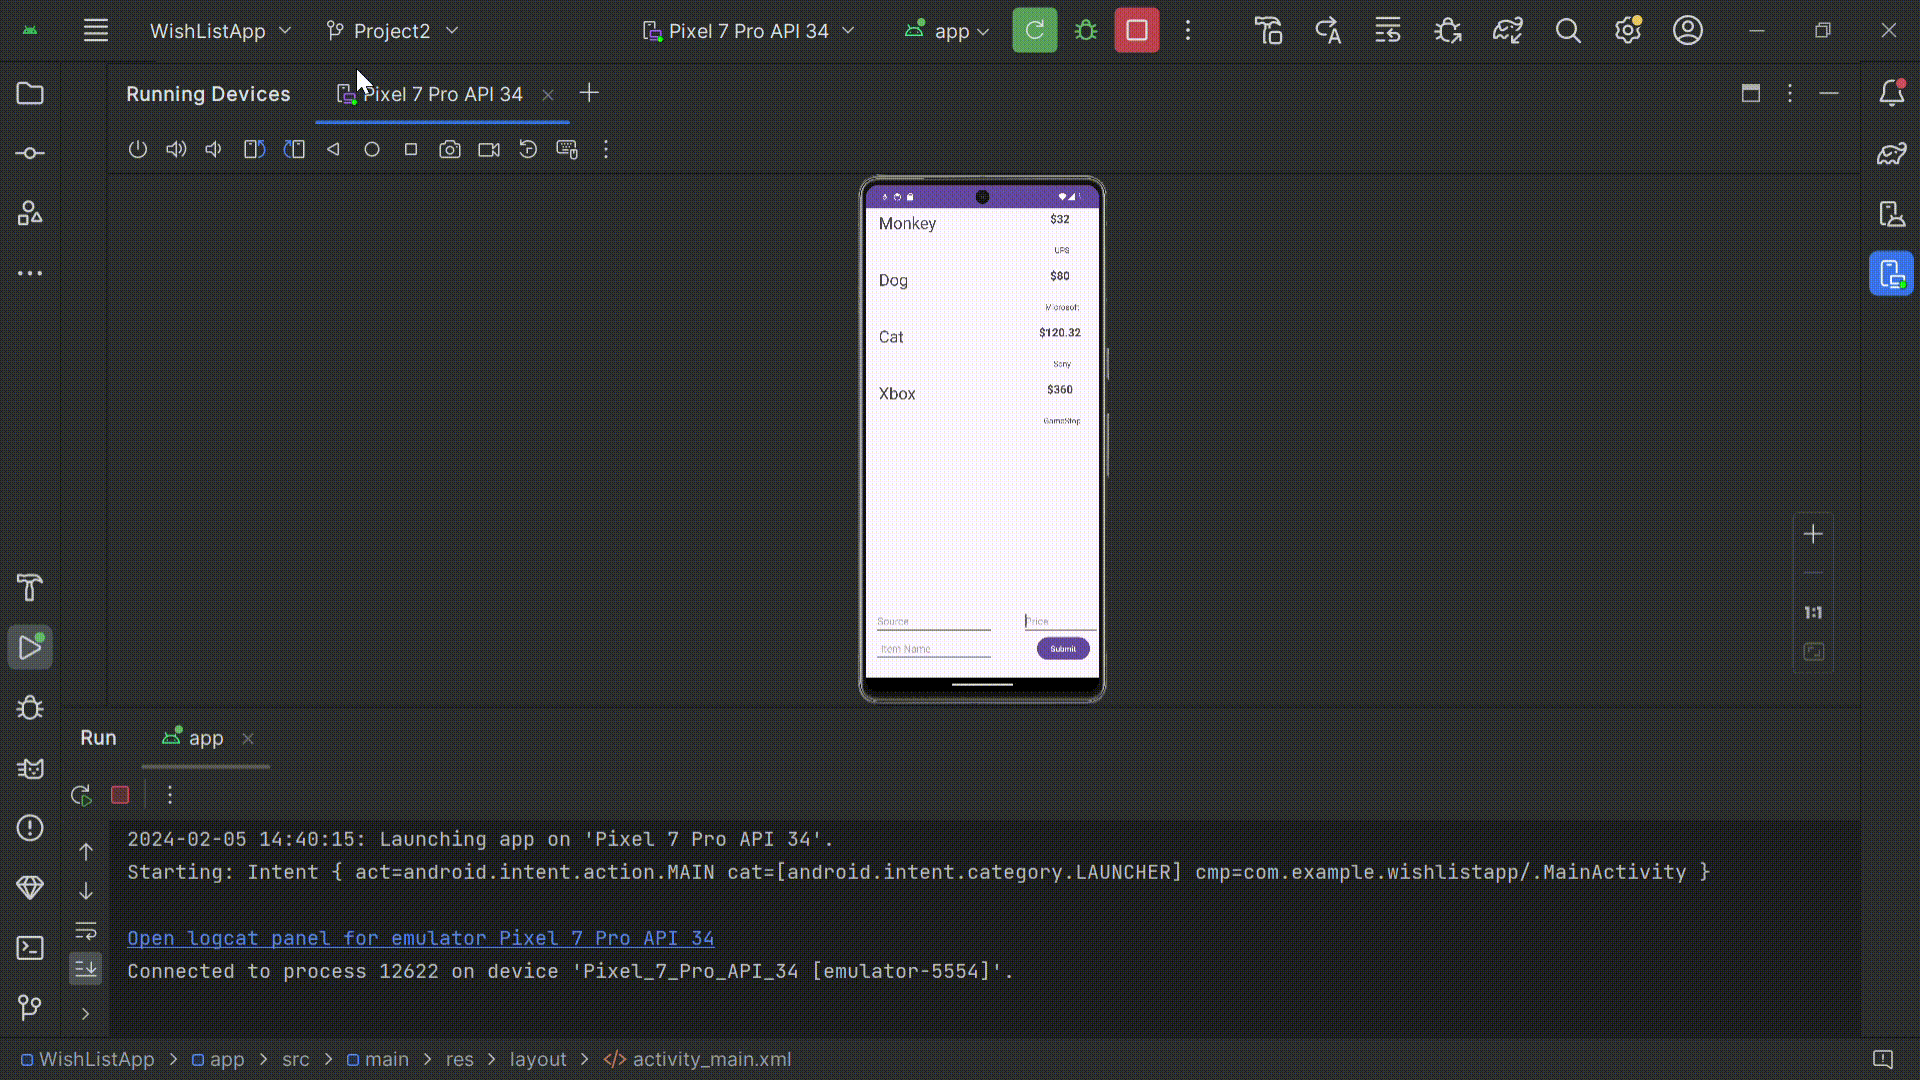 WishListApp Project2 Pixel 7 Pro API 34 app
Running Devices Pixel 7 Pro API 34
Monkey $32
UPS
Dog $80
Microsoft
Cat $120.32
Sony
Xbox $360
GameStop
Source Price
Item Name Submit
1:1
Run app
2024-02-05 14:40:15: Launching app on 'Pixel 7 Pro API 34'.
Starting: Intent { act=android.intent.action.MAIN cat=[android.intent.category.LAUNCHER] cmp=com.example.wishlistapp/.MainActivity }
Open logcat panel for emulator Pixel 7 Pro API 34
Connected to process 12622 on device 'Pixel_7_Pro_API_34 [emulator-5554]'.
WishListApp > app > src > main > res > layout > </> activity_main.xml